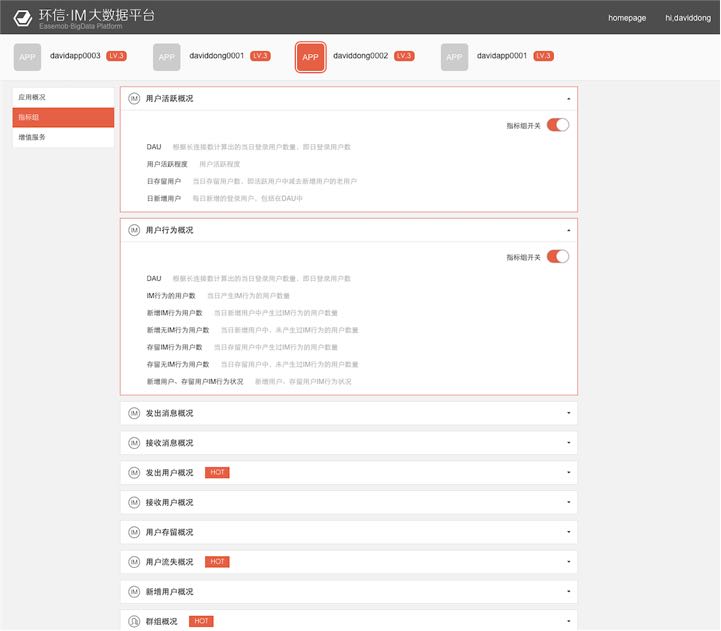 环信·IM大数据平台
Easemob·BigData Platform
homepage
hi,daviddong
APP
davidapp0003
LV.3
APP
daviddong0001
LV.3
APP
daviddong0002
LV.3
APP
davidapp0001
LV.3
应用概况
指标组
增值服务
IM 用户活跃概况
指标组开关
DAU 根据长连接数计算出的当日登录用户数量，即日登录用户数
用户活跃程度 用户活跃程度
日存留用户 当日存留用户数，即活跃用户中减去新增用户的老用户
日新增用户 每日新增的登录用户，包括在DAU中
IM 用户行为概况
指标组开关
DAU 根据长连接数计算出的当日登录用户数量，即日登录用户数
IM行为的用户数 当日产生IM行为的用户数量
新增IM行为用户数 当日新增用户中产生过IM行为的用户数量
新增无IM行为用户数 当日新增用户中，未产生过IM行为的用户数量
存留IM行为用户数 当日存留用户中产生过IM行为的用户数量
存留无IM行为用户数 当日存留用户中，未产生过IM行为的用户数量
新增用户、存留用户IM行为状况 新增用户、存留用户IM行为状况
IM 发出消息概况
IM 接收消息概况
IM 发出用户概况 HOT
IM 接收用户概况
IM 用户存留概况
IM 用户流失概况 HOT
IM 新增用户概况
群组概况 HOT